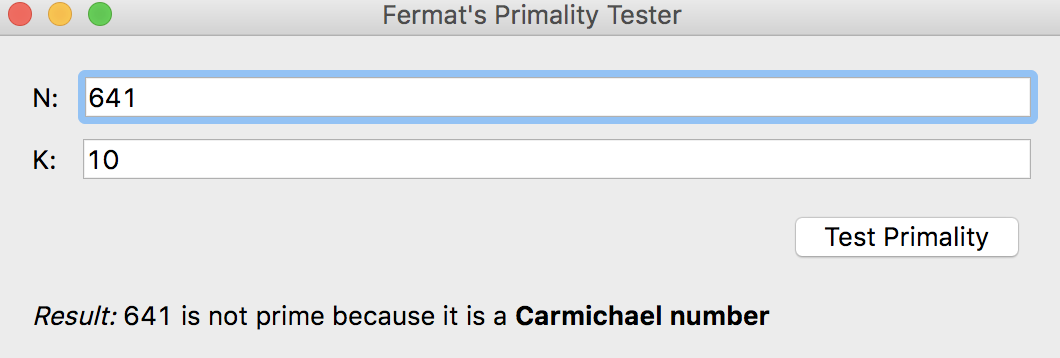 Fermat's Primality Tester
N: 641
K: 10
Test Primality
Result: 641 is not prime because it is a Carmichael number